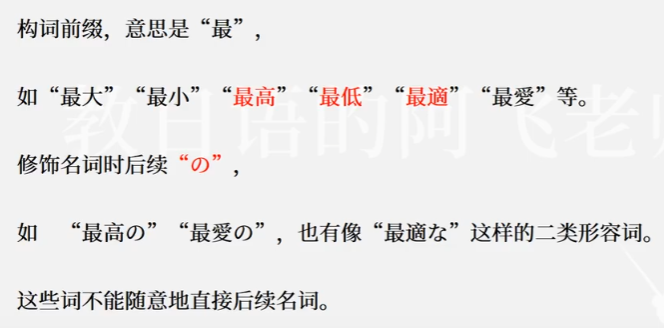 构词前缀，意思是“最”，
如“最大”“最小”“最高”“最低”“最適”“最愛”等。
修饰名词时后续“の”，
如 “最高の”“最愛の”，也有像“最適な”这样的二类形容词。
这些词不能随意地直接后续名词。
教日语的阿飞老师